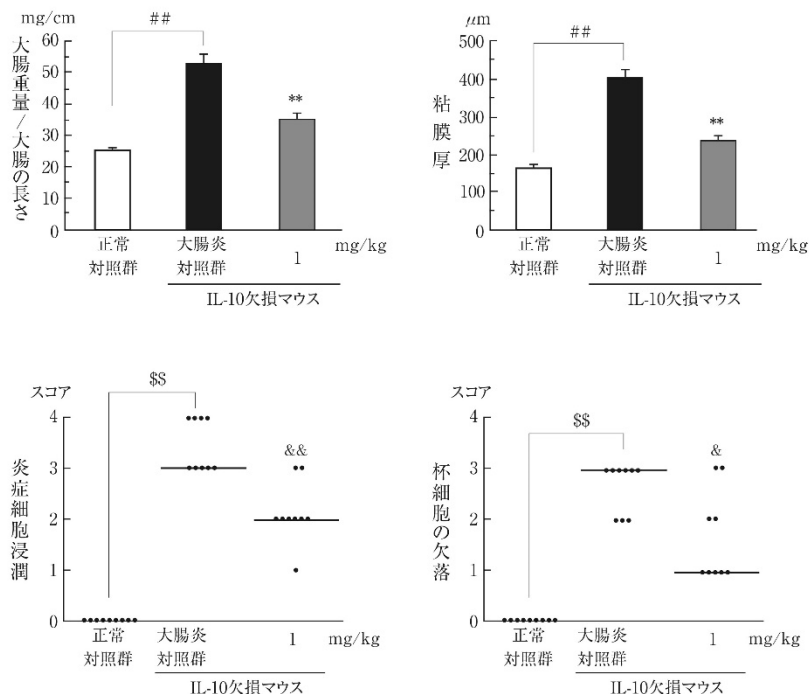 mg/cm
##
60
50
40
30
20
10
0
**
大腸重量/大腸の長さ
正常
対照群
大腸炎
対照群
1
mg/kg
IL-10欠損マウス
μm
##
500
400
300
200
100
0
**
粘膜厚
正常
対照群
大腸炎
対照群
1
mg/kg
IL-10欠損マウス
スコア
$$
4
3
2
1
0
&&
炎症細胞浸潤
正常
対照群
大腸炎
対照群
1
mg/kg
IL-10欠損マウス
スコア
$$
4
3
2
1
0
&
杯細胞の欠落
正常
対照群
大腸炎
対照群
1
mg/kg
IL-10欠損マウス